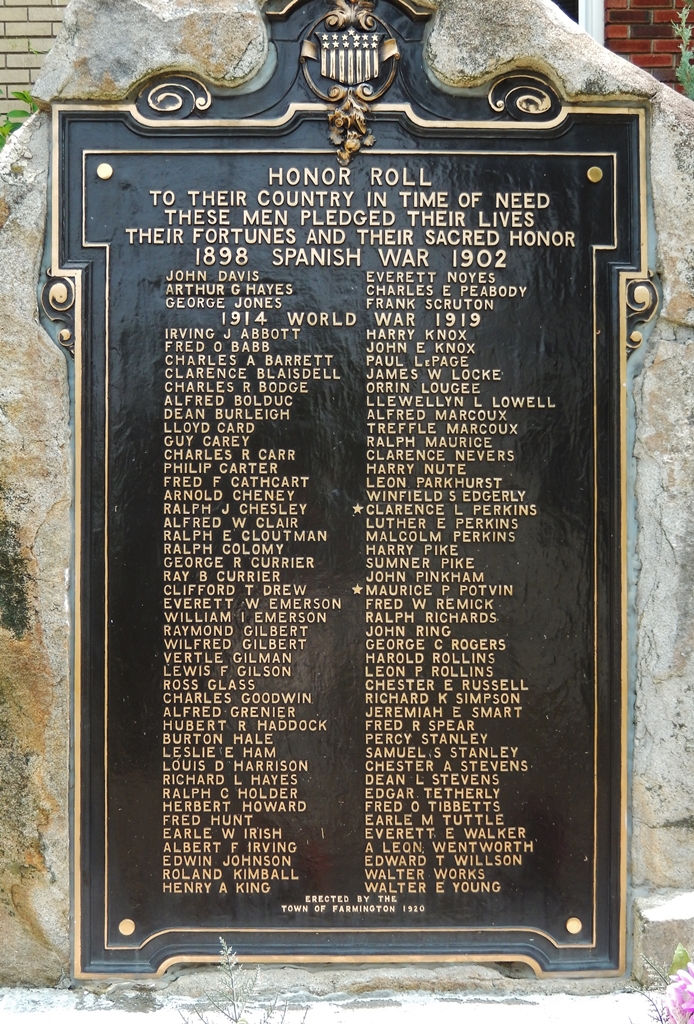 HONOR ROLL
TO THEIR COUNTRY IN TIME OF NEED
THESE MEN PLEDGED THEIR LIVES
THEIR FORTUNES AND THEIR SACRED HONOR
1898 SPANISH WAR 1902
JOHN DAVIS
ARTHUR G HAYES
GEORGE JONES
EVERETT NOYES
CHARLES E PEABODY
FRANK SCRUTON
1914 WORLD WAR 1919
IRVING J ABBOTT
FRED O BABB
CHARLES A BARRETT
CLARENCE BLAISDELL
CHARLES R BODGE
ALFRED BOLDUC
DEAN BURLEIGH
LLOYD CARD
GUY CAREY
CHARLES R CARR
PHILIP CARTER
FRED F CATHCART
ARNOLD CHENEY
RALPH J CHESLEY
ALFRED W CLAIR
RALPH E CLOUTMAN
RALPH COLOMY
GEORGE R CURRIER
RAY B CURRIER
CLIFFORD T DREW
EVERETT W EMERSON
WILLIAM I EMERSON
RAYMOND GILBERT
WILFRED GILBERT
VERTLE GILMAN
LEWIS F GILSON
ROSS GLASS
CHARLES GOODWIN
ALFRED GRENIER
HUBERT R HADDOCK
BURTON HALE
LESLIE E HAM
LOUIS D HARRISON
RICHARD L HAYES
RALPH C HOLDER
HERBERT HOWARD
FRED HUNT
EARLE W IRISH
ALBERT F IRVING
EDWIN JOHNSON
ROLAND KIMBALL
HENRY A KING
HARRY KNOX
JOHN E KNOX
PAUL LePAGE
JAMES W LOCKE
ORRIN LOUGEE
LLEWELLYN L LOWELL
ALFRED MARCOUX
TREFFLE MARCOUX
RALPH MAURICE
CLARENCE NEVERS
HARRY NUTE
LEON PARKHURST
WINFIELD S EDGERLY
★CLARENCE L PERKINS
LUTHER E PERKINS
MALCOLM PERKINS
HARRY PIKE
SUMNER PIKE
JOHN PINKHAM
★MAURICE P POTVIN
FRED W REMICK
RALPH RICHARDS
JOHN RING
GEORGE C ROGERS
HAROLD ROLLINS
LEON P ROLLINS
CHESTER E RUSSELL
RICHARD K SIMPSON
JEREMIAH E SMART
FRED R SPEAR
PERCY STANLEY
SAMUEL S STANLEY
CHESTER A STEVENS
DEAN L STEVENS
EDGAR TETHERLY
FRED O TIBBETTS
EARLE M TUTTLE
EVERETT E WALKER
A LEON WENTWORTH
EDWARD T WILLSON
WALTER WORKS
WALTER E YOUNG
ERECTED BY THE
TOWN OF FARMINGTON 1920